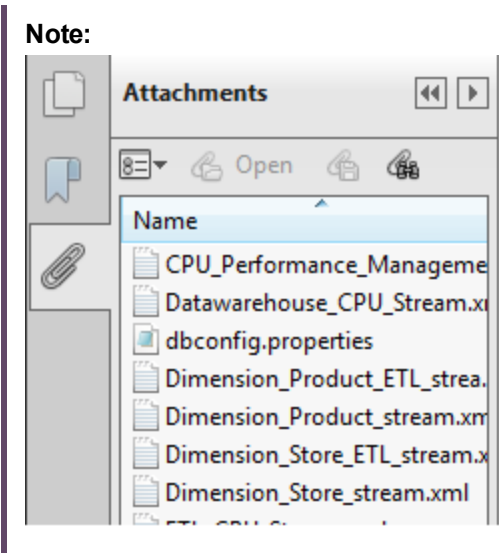 Note:
Attachments
Open
Name
CPU_Performance_Manageme
Datawarehouse_CPU_Stream.x
dbconfig.properties
Dimension_Product_ETL_strea.
Dimension_Product_stream.xm
Dimension_Store_ETL_stream.x
Dimension_Store_stream.xml